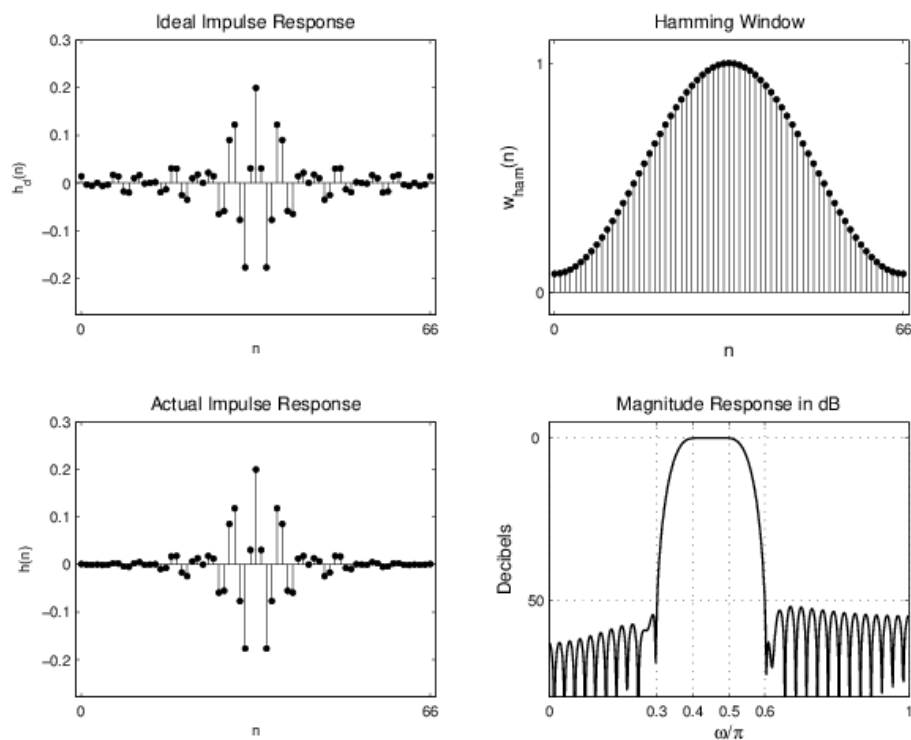 Ideal Impulse Response
0.3
0.2
0.1
0
−0.1
−0.2
h_d(n)
0
66
n
Hamming Window
1
0
w_ham(n)
0
66
n
Actual Impulse Response
0.3
0.2
0.1
0
−0.1
−0.2
h(n)
0
66
n
Magnitude Response in dB
0
50
Decibels
0
0.3
0.4
0.5
0.6
1
ω/π